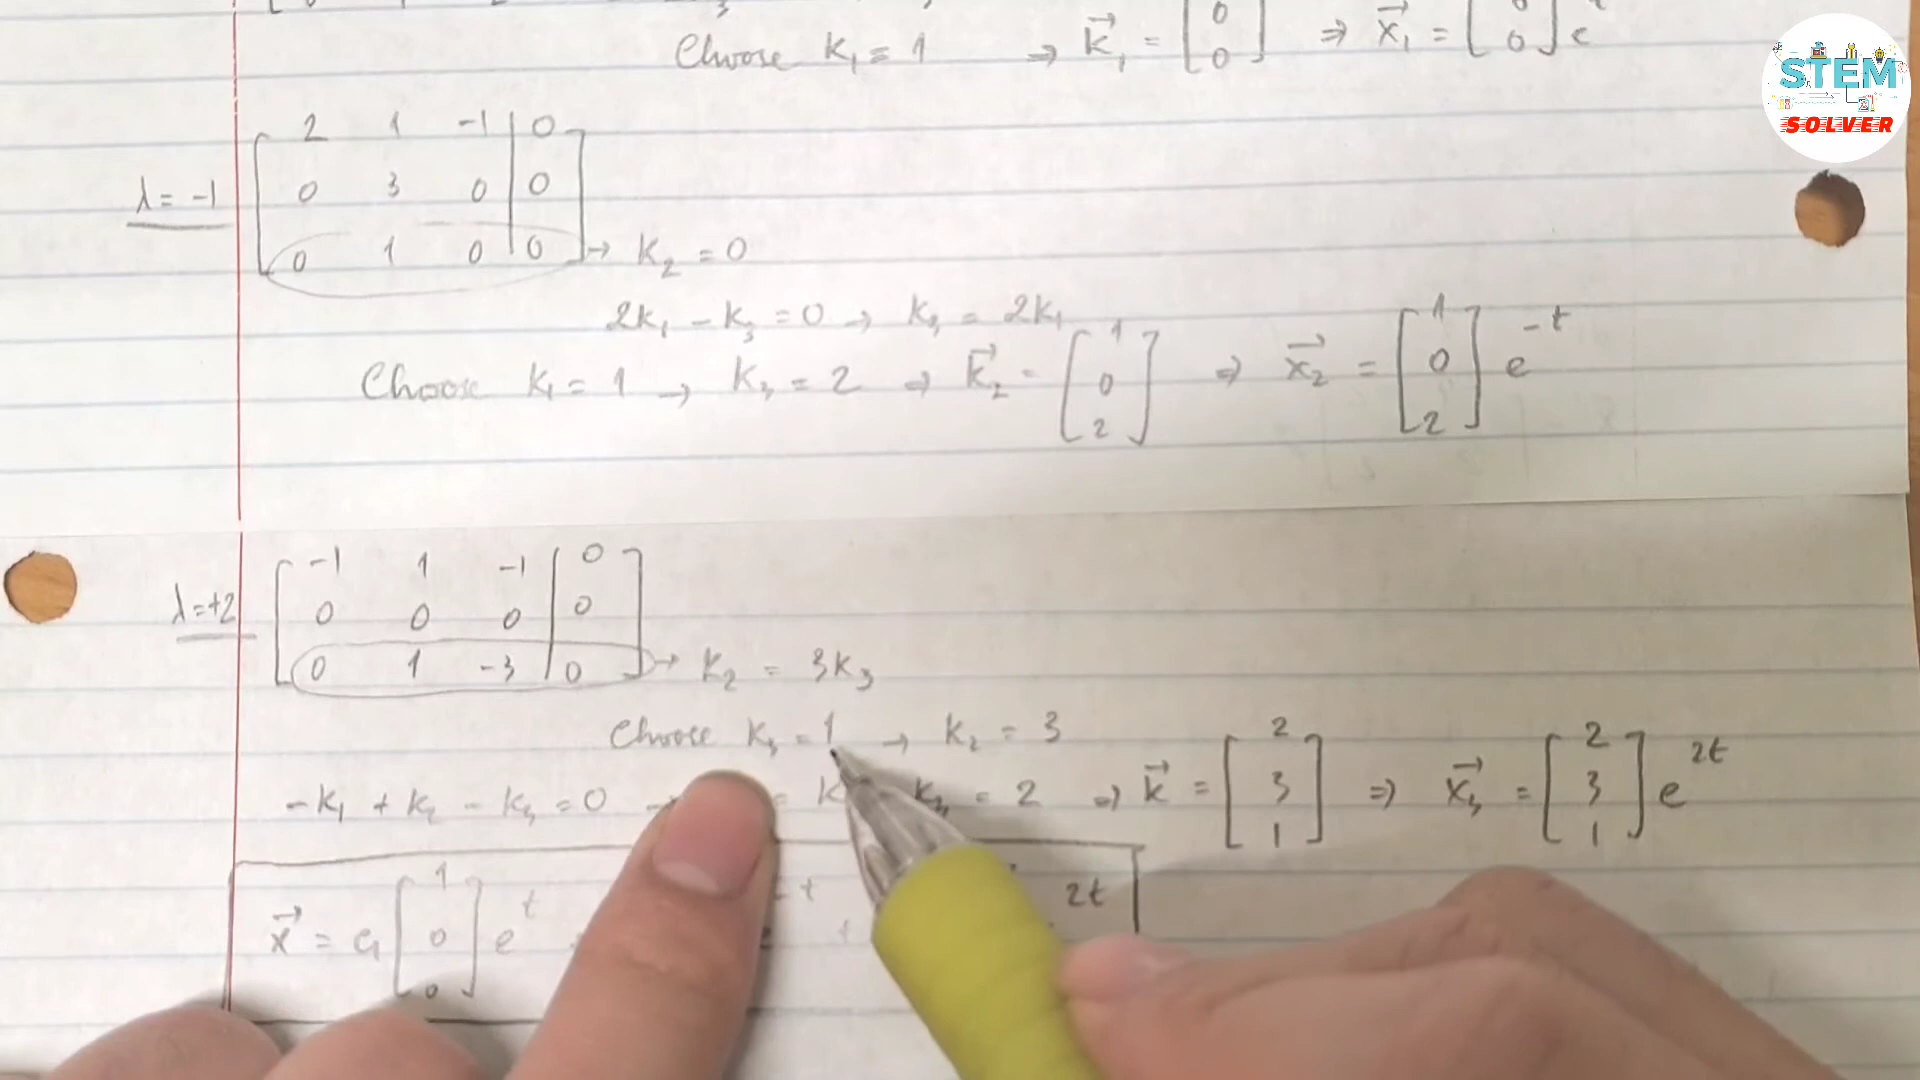 Choose k₁ = 1 → k⃗₁ = [0 0] ⇒ x⃗₁ = [0] e
STEM
SOLVER
λ = -1
2 1 -1 | 0
0 3 0 | 0
0 1 0 | 0 → k₂ = 0
2k₁ - k₃ = 0 → k₃ = 2k₁
Choose k₁ = 1 → k₃ = 2 ⇒ k⃗₂ = [1 0 2] ⇒ x⃗₂ = [1 0 2] e^-t
λ = +2
-1 1 -1 | 0
0 0 0 | 0
0 1 -3 | 0 → k₂ = 3k₃
Choose k₃ = 1 → k₂ = 3
-k₁ + k₂ - k₃ = 0 → = k k₃ = 2 ⇒ k⃗ = [2 3 1] ⇒ x⃗₃ = [2 3 1] e^2t
x⃗ = c₁ [1 0 0] e^t + 2t